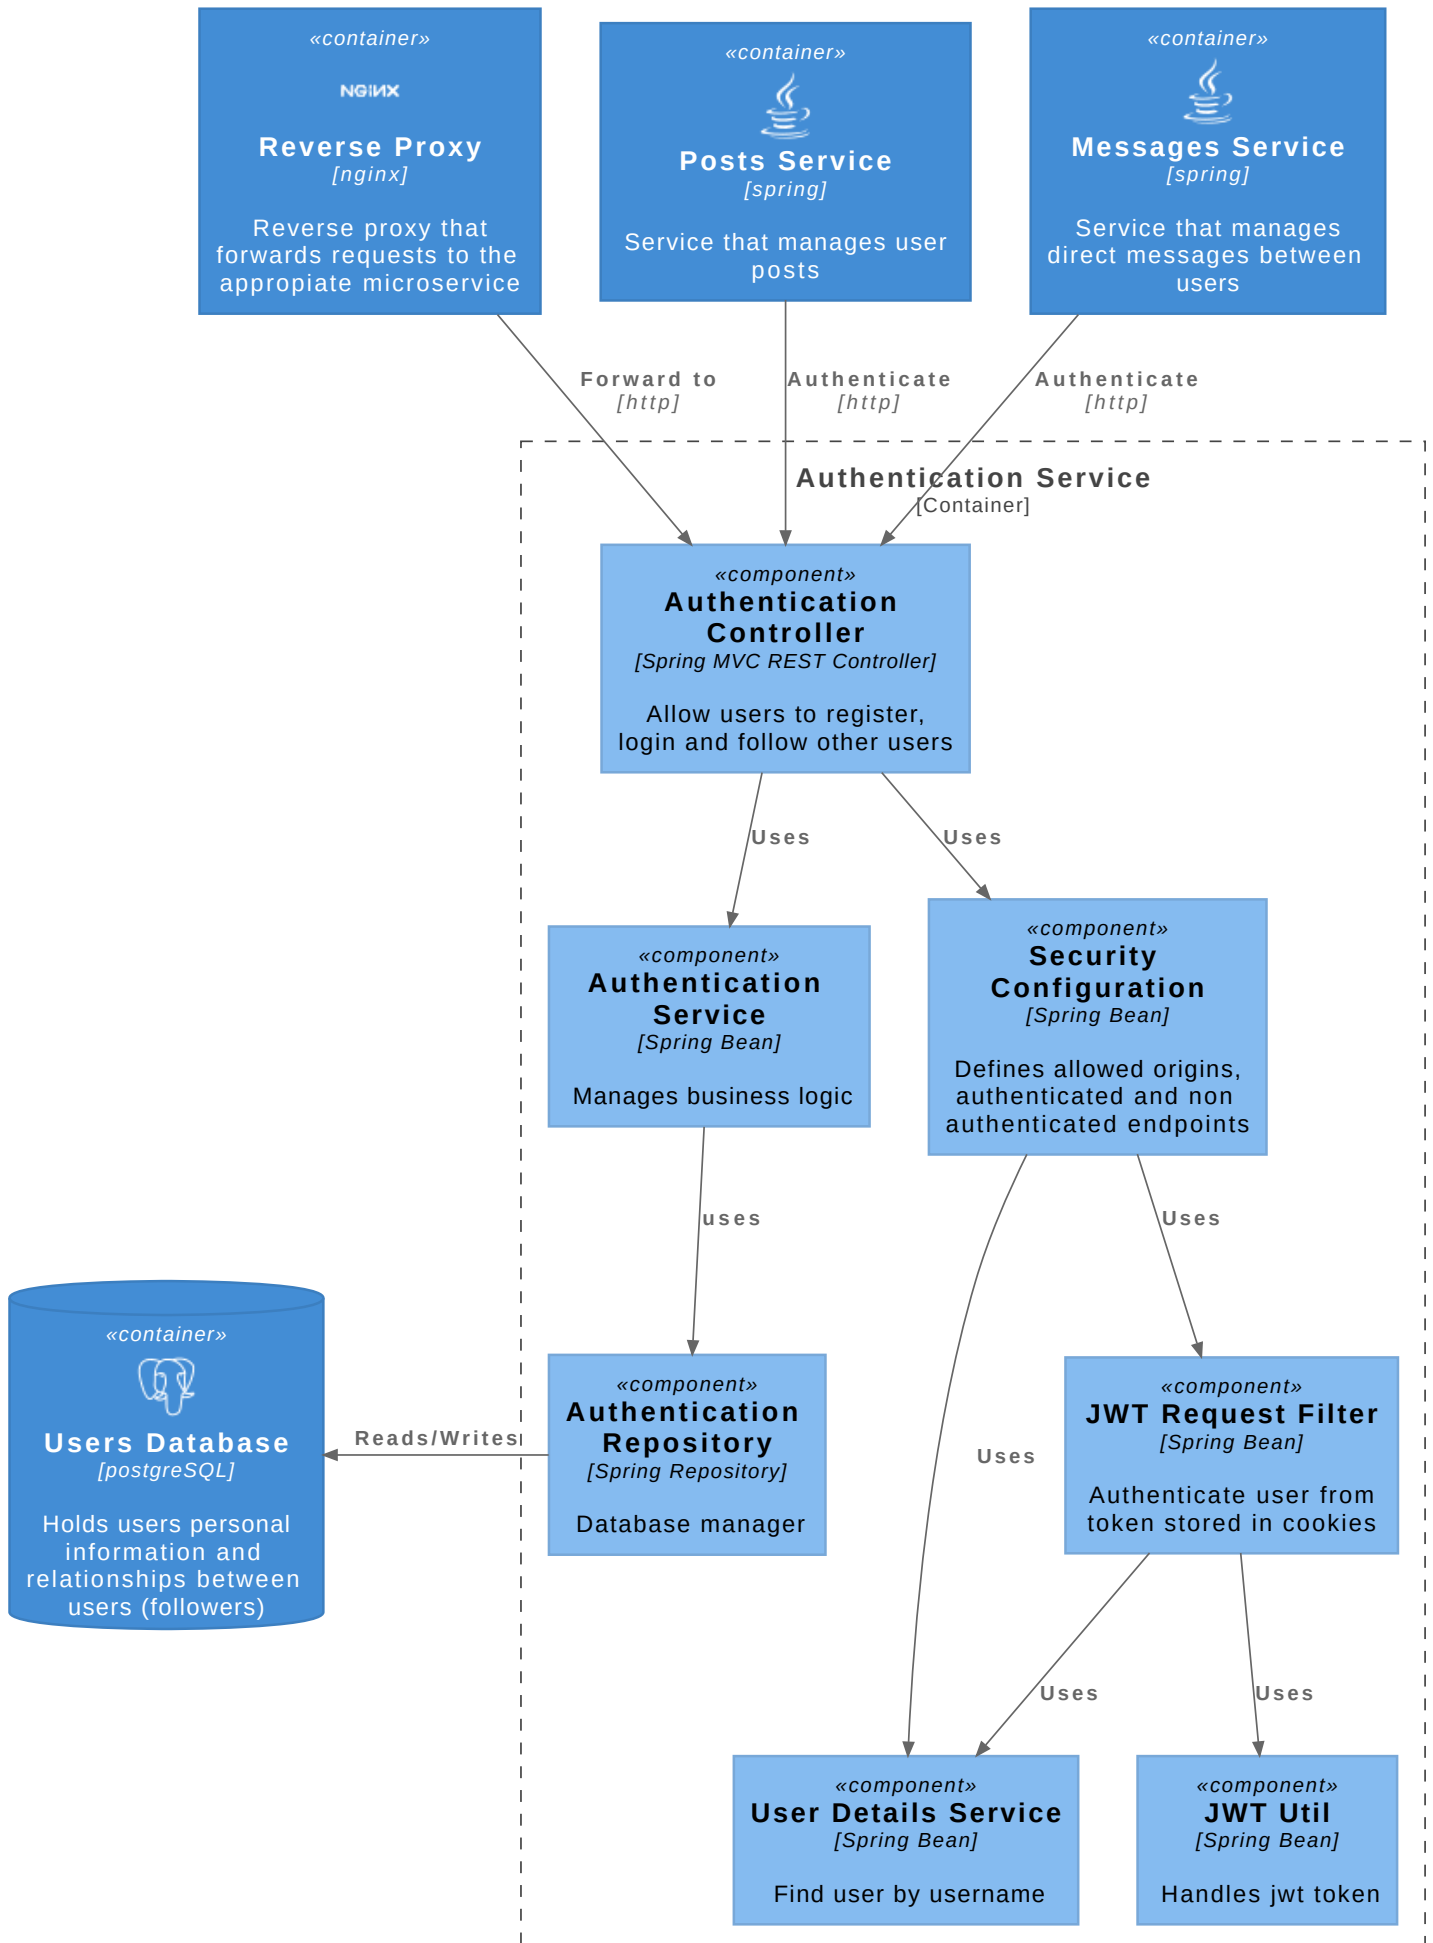 «container»
NGINX
Reverse Proxy
[nginx]
Reverse proxy that
forwards requests to the
appropiate microservice
«container»
Posts Service
[spring]
Service that manages user
posts
«container»
Messages Service
[spring]
Service that manages
direct messages between
users
Forward to
[http]
Authenticate
[http]
Authenticate
[http]
Authentication Service
[Container]
«component»
Authentication
Controller
[Spring MVC REST Controller]
Allow users to register,
login and follow other users
Uses
Uses
«component»
Authentication
Service
[Spring Bean]
Manages business logic
«component»
Security
Configuration
[Spring Bean]
Defines allowed origins,
authenticated and non
authenticated endpoints
uses
Uses
«container»
Users Database
[postgreSQL]
Holds users personal
information and
relationships between
users (followers)
Reads/Writes
«component»
Authentication
Repository
[Spring Repository]
Database manager
Uses
«component»
JWT Request Filter
[Spring Bean]
Authenticate user from
token stored in cookies
Uses
Uses
«component»
User Details Service
[Spring Bean]
Find user by username
«component»
JWT Util
[Spring Bean]
Handles jwt token